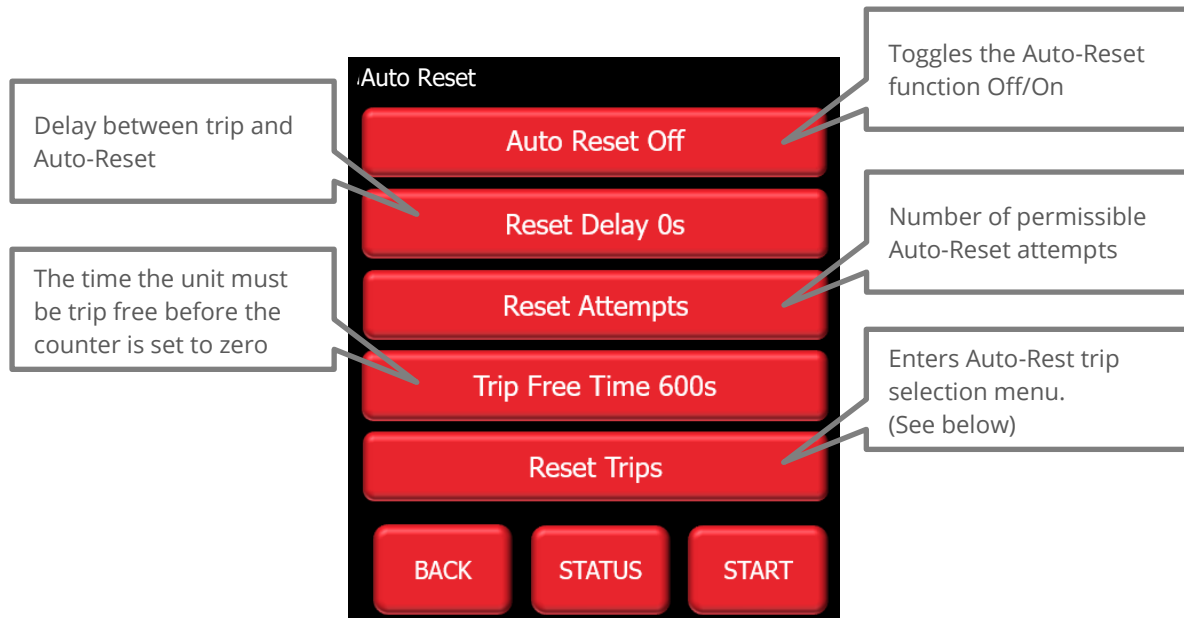 Auto Reset
Auto Reset Off
Reset Delay 0s
Reset Attempts
Trip Free Time 600s
Reset Trips
BACK
STATUS
START
Delay between trip and
Auto-Reset
The time the unit must
be trip free before the
counter is set to zero
Toggles the Auto-Reset
function Off/On
Number of permissible
Auto-Reset attempts
Enters Auto-Rest trip
selection menu.
(See below)